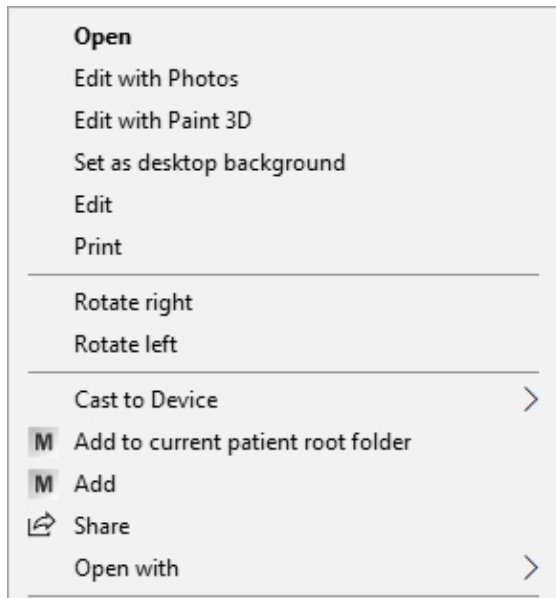 Open
Edit with Photos
Edit with Paint 3D
Set as desktop background
Edit
Print
Rotate right
Rotate left
Cast to Device
M Add to current patient root folder
M Add
Share
Open with